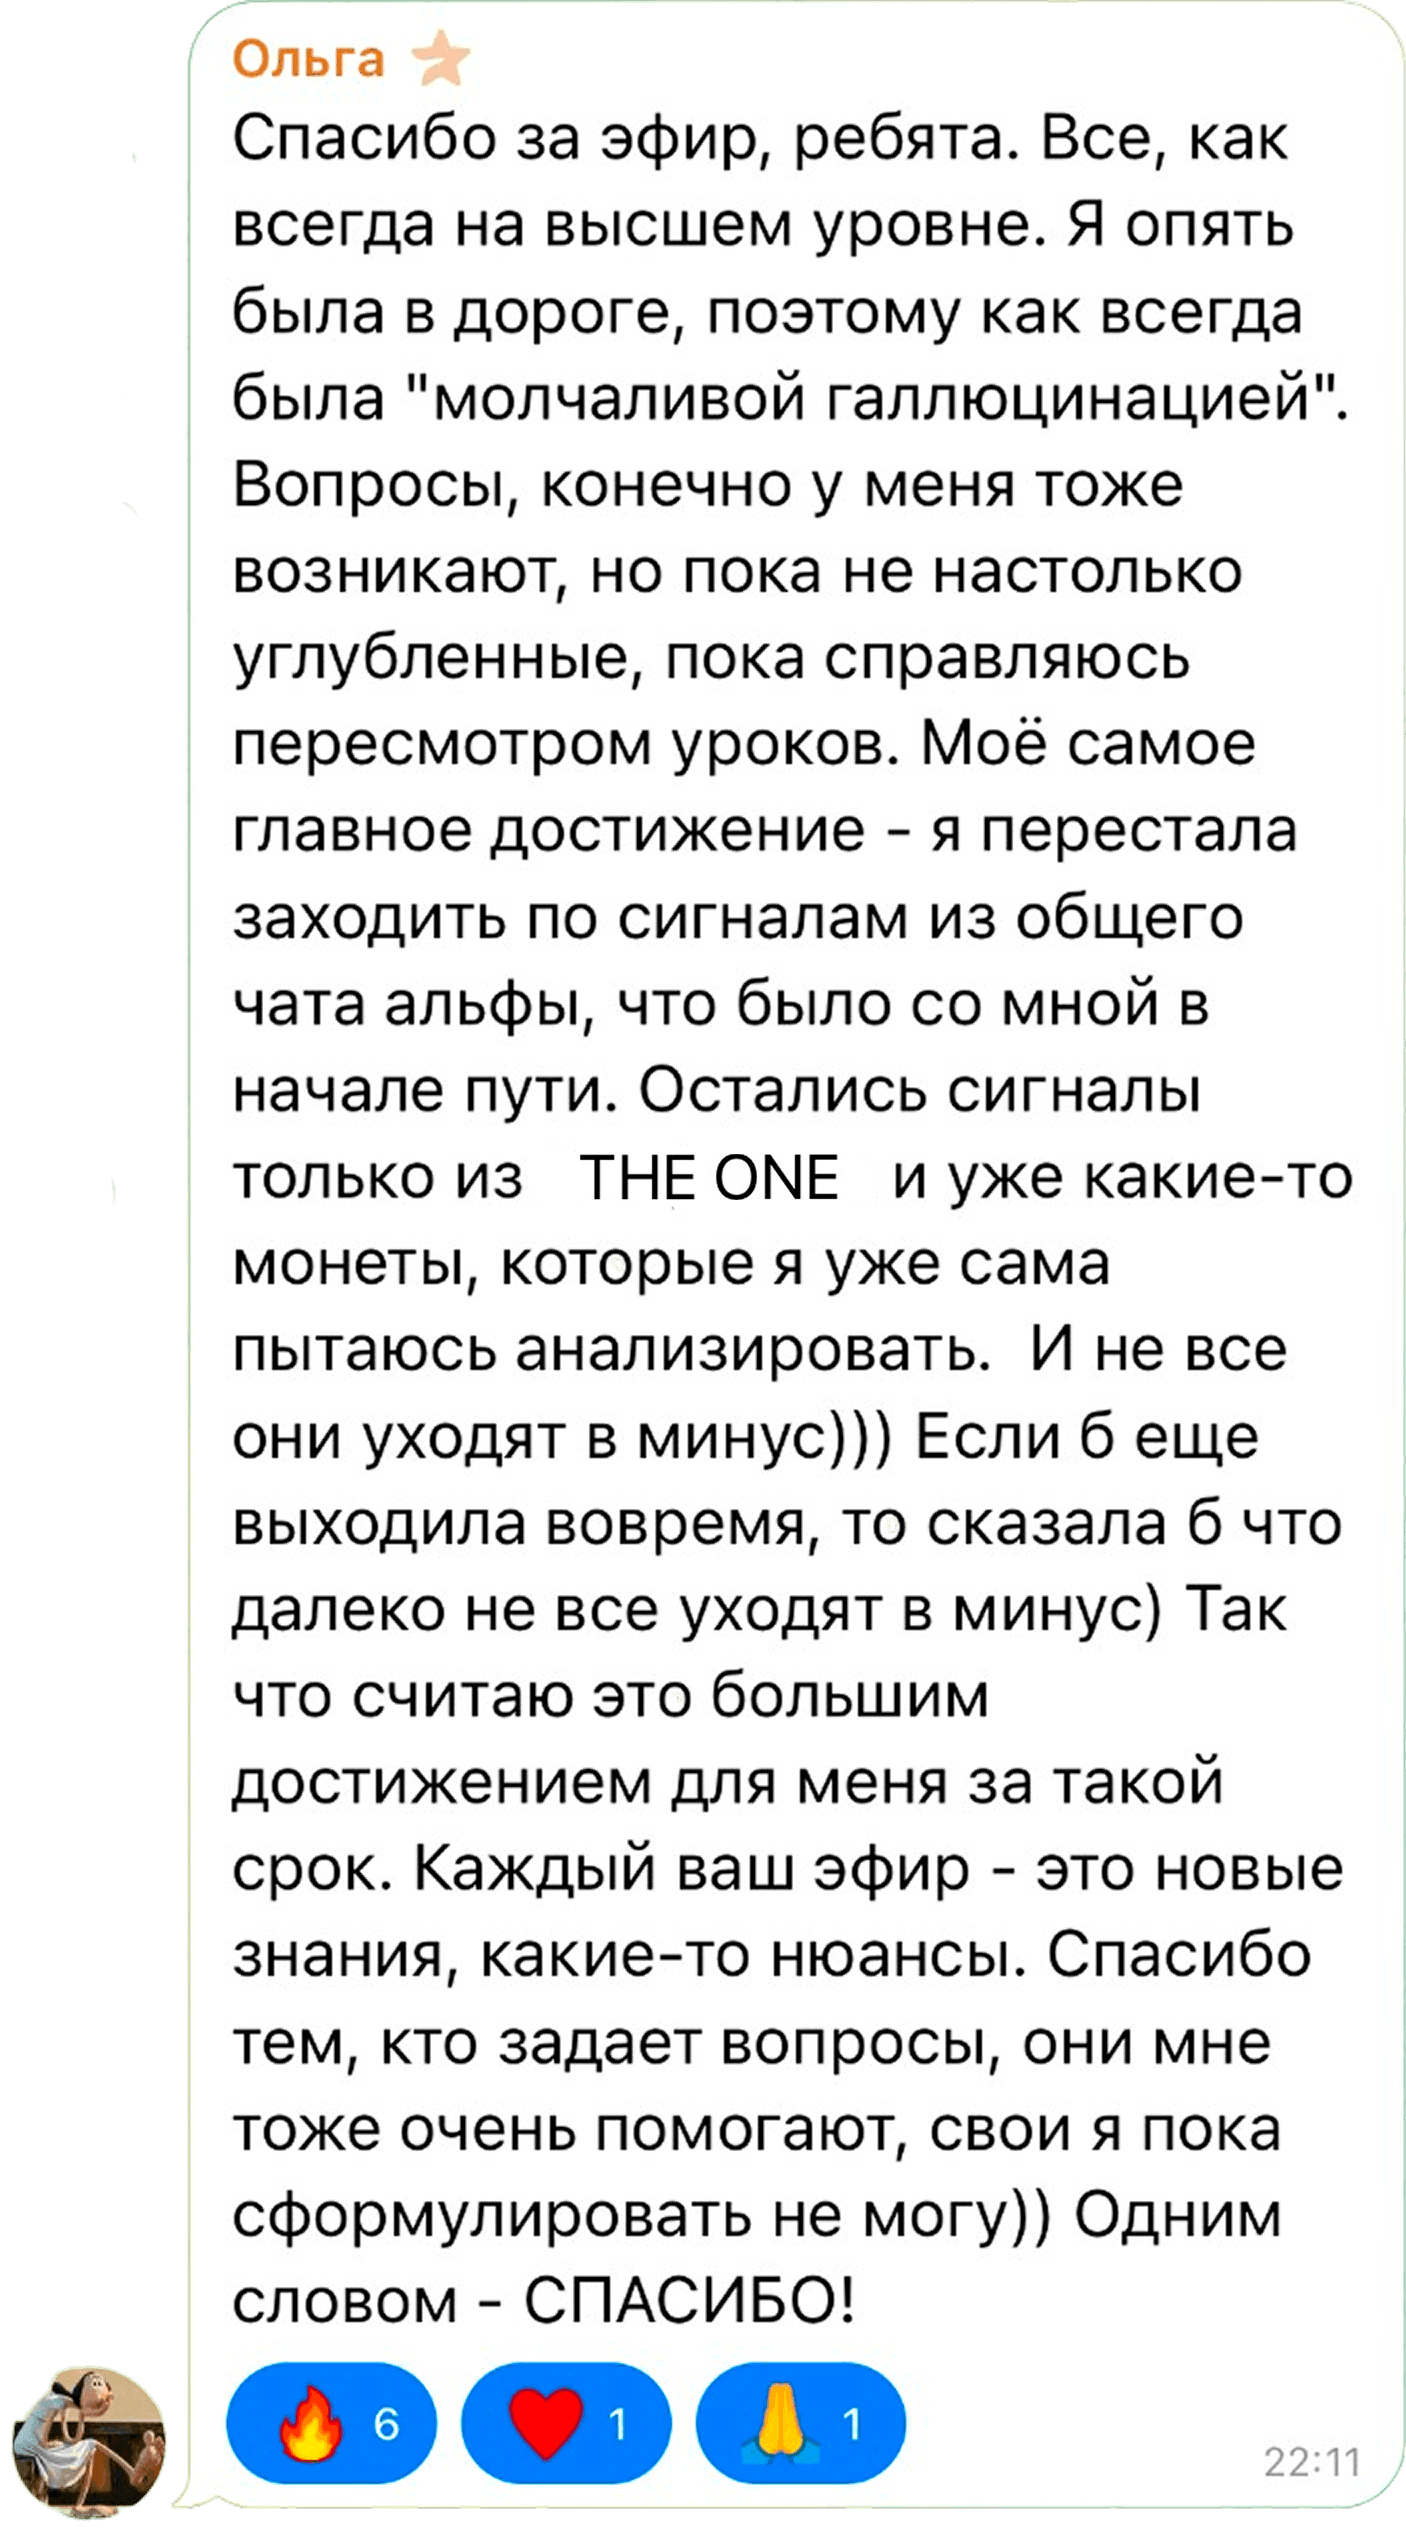 Ольга
Спасибо за эфир, ребята. Все, как
всегда на высшем уровне. Я опять
была в дороге, поэтому как всегда
была "молчаливой галлюцинацией".
Вопросы, конечно у меня тоже
возникают, но пока не настолько
углубленные, пока справляюсь
пересмотром уроков. Моё самое
главное достижение - я перестала
заходить по сигналам из общего
чата альфы, что было со мной в
начале пути. Остались сигналы
только из THE ONE и уже какие-то
монеты, которые я уже сама
пытаюсь анализировать. И не все
они уходят в минус))) Если б еще
выходила вовремя, то сказала б что
далеко не все уходят в минус) Так
что считаю это большим
достижением для меня за такой
срок. Каждый ваш эфир - это новые
знания, какие-то нюансы. Спасибо
тем, кто задает вопросы, они мне
тоже очень помогают, свои я пока
сформулировать не могу)) Одним
словом - СПАСИБО!
6 1 1
22:11